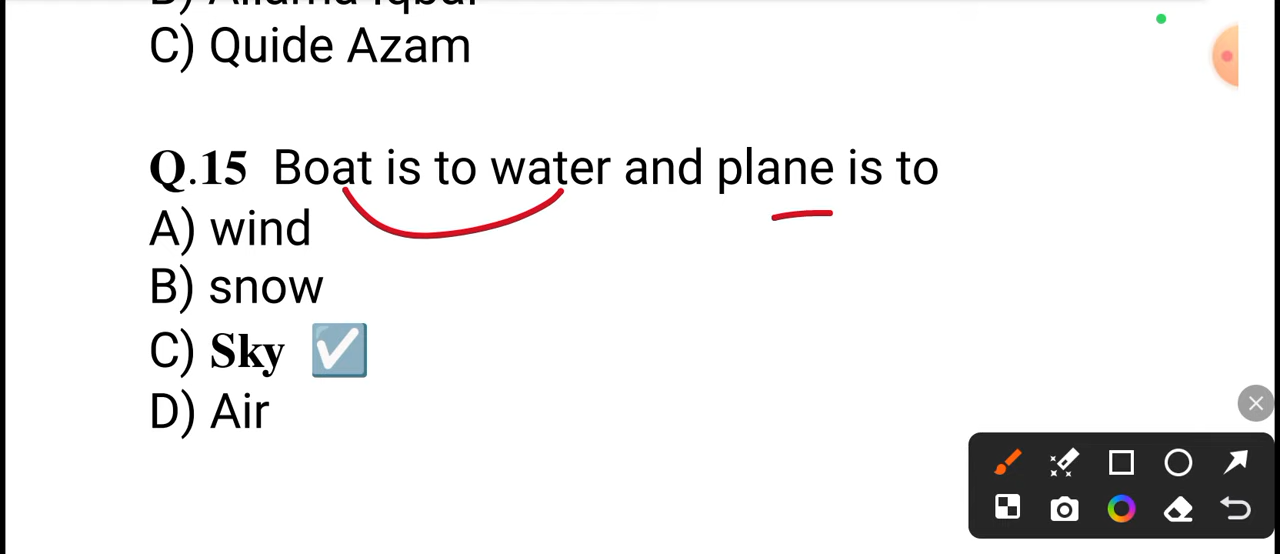 C) Quide Azam
Q.15 Boat is to water and plane is to
A) wind
B) snow
C) Sky ☑
D) Air